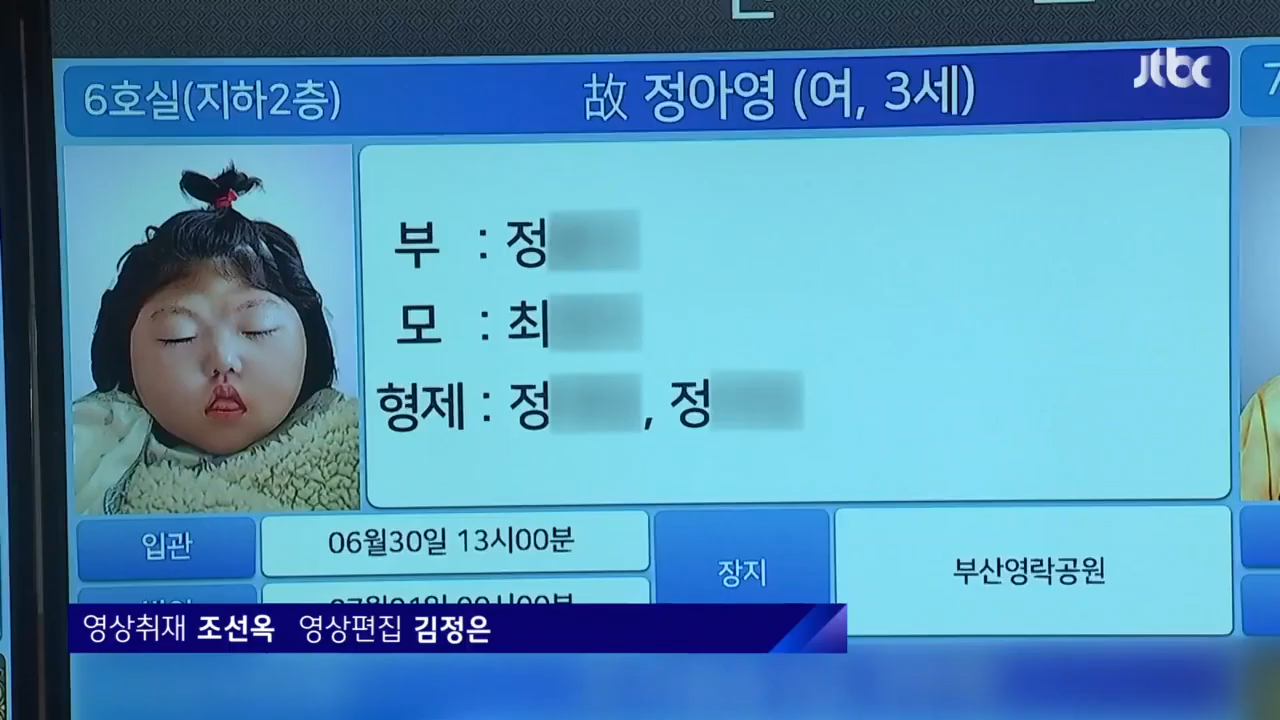 jtbc
6호실(지하2층) 故 정아영 (여, 3세)
부 : 정
모 : 최
형제 : 정 , 정
입관 06월30일 13시00분
장지 부산영락공원
영상취재 조선옥 영상편집 김정은